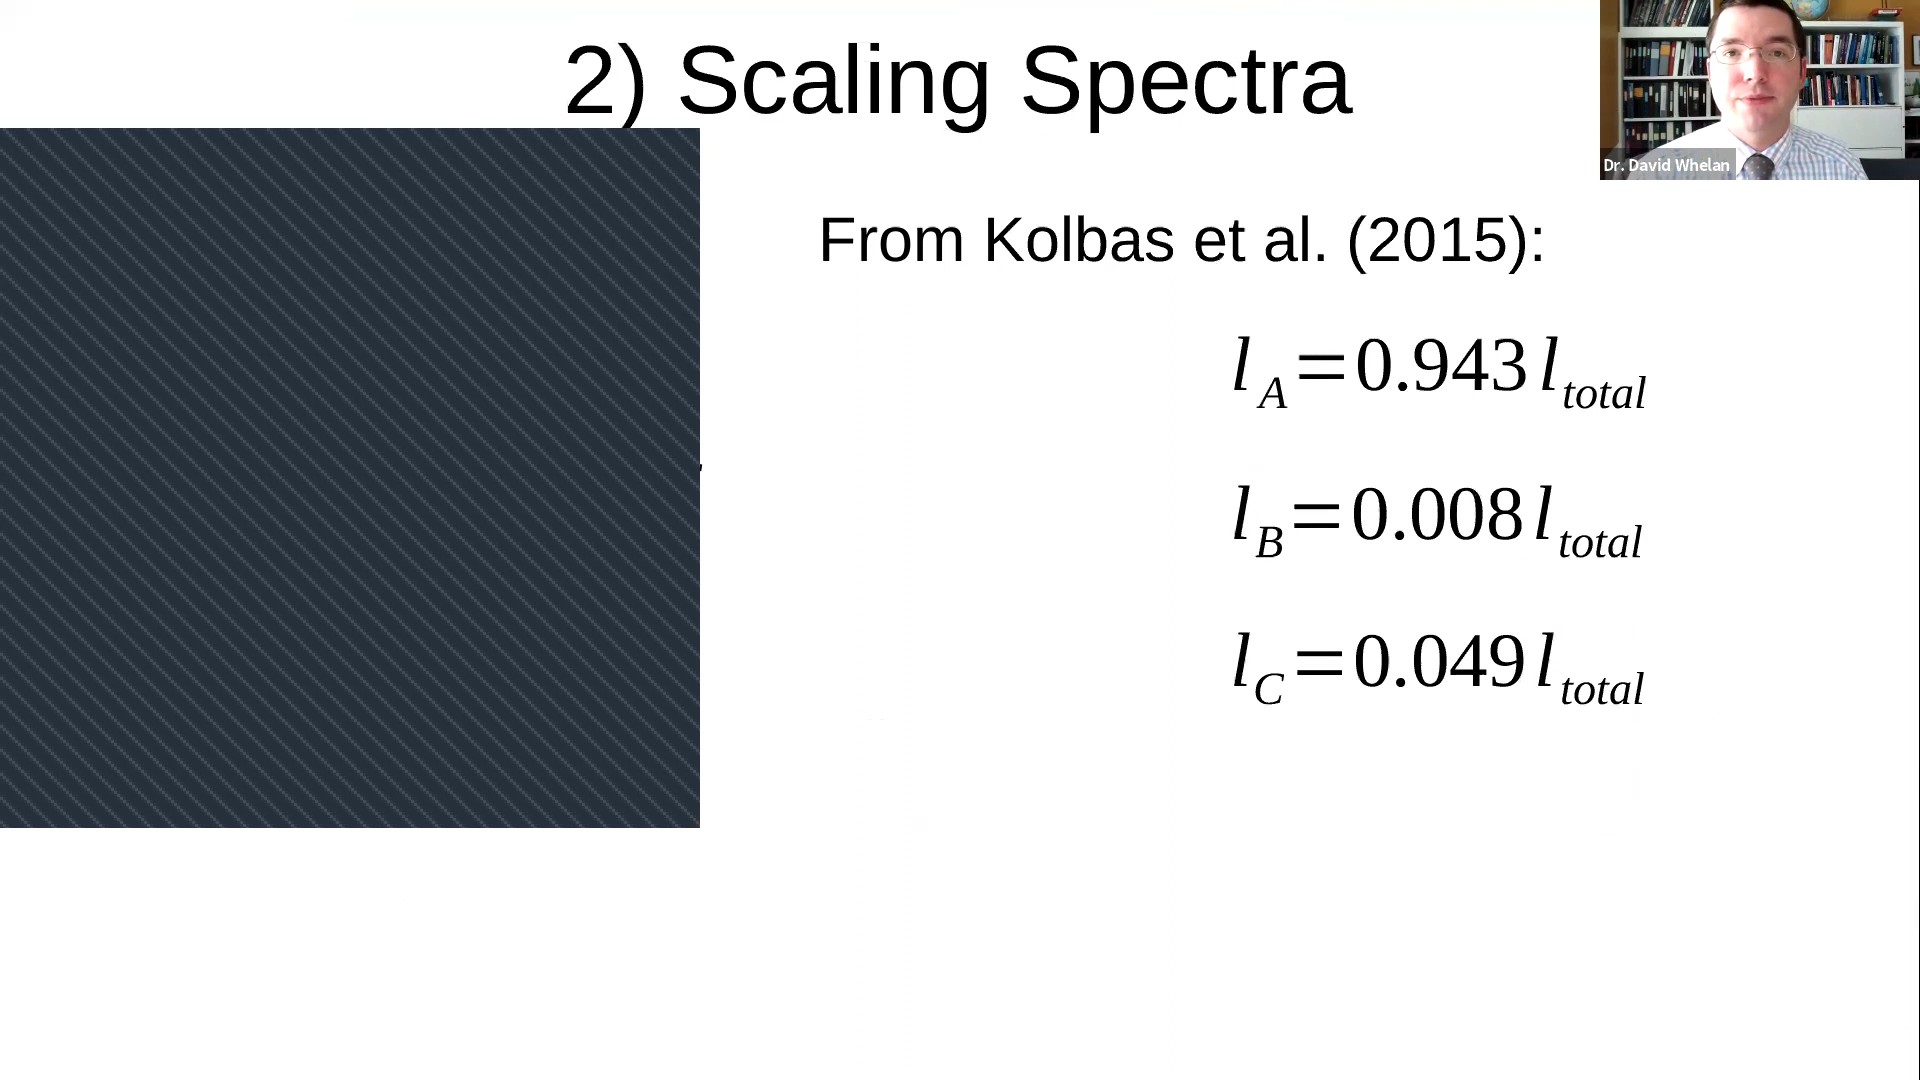 2) Scaling Spectra
Dr. David Whelan
From Kolbas et al. (2015):
l_A=0.943 l_total
l_B=0.008 l_total
l_C=0.049 l_total